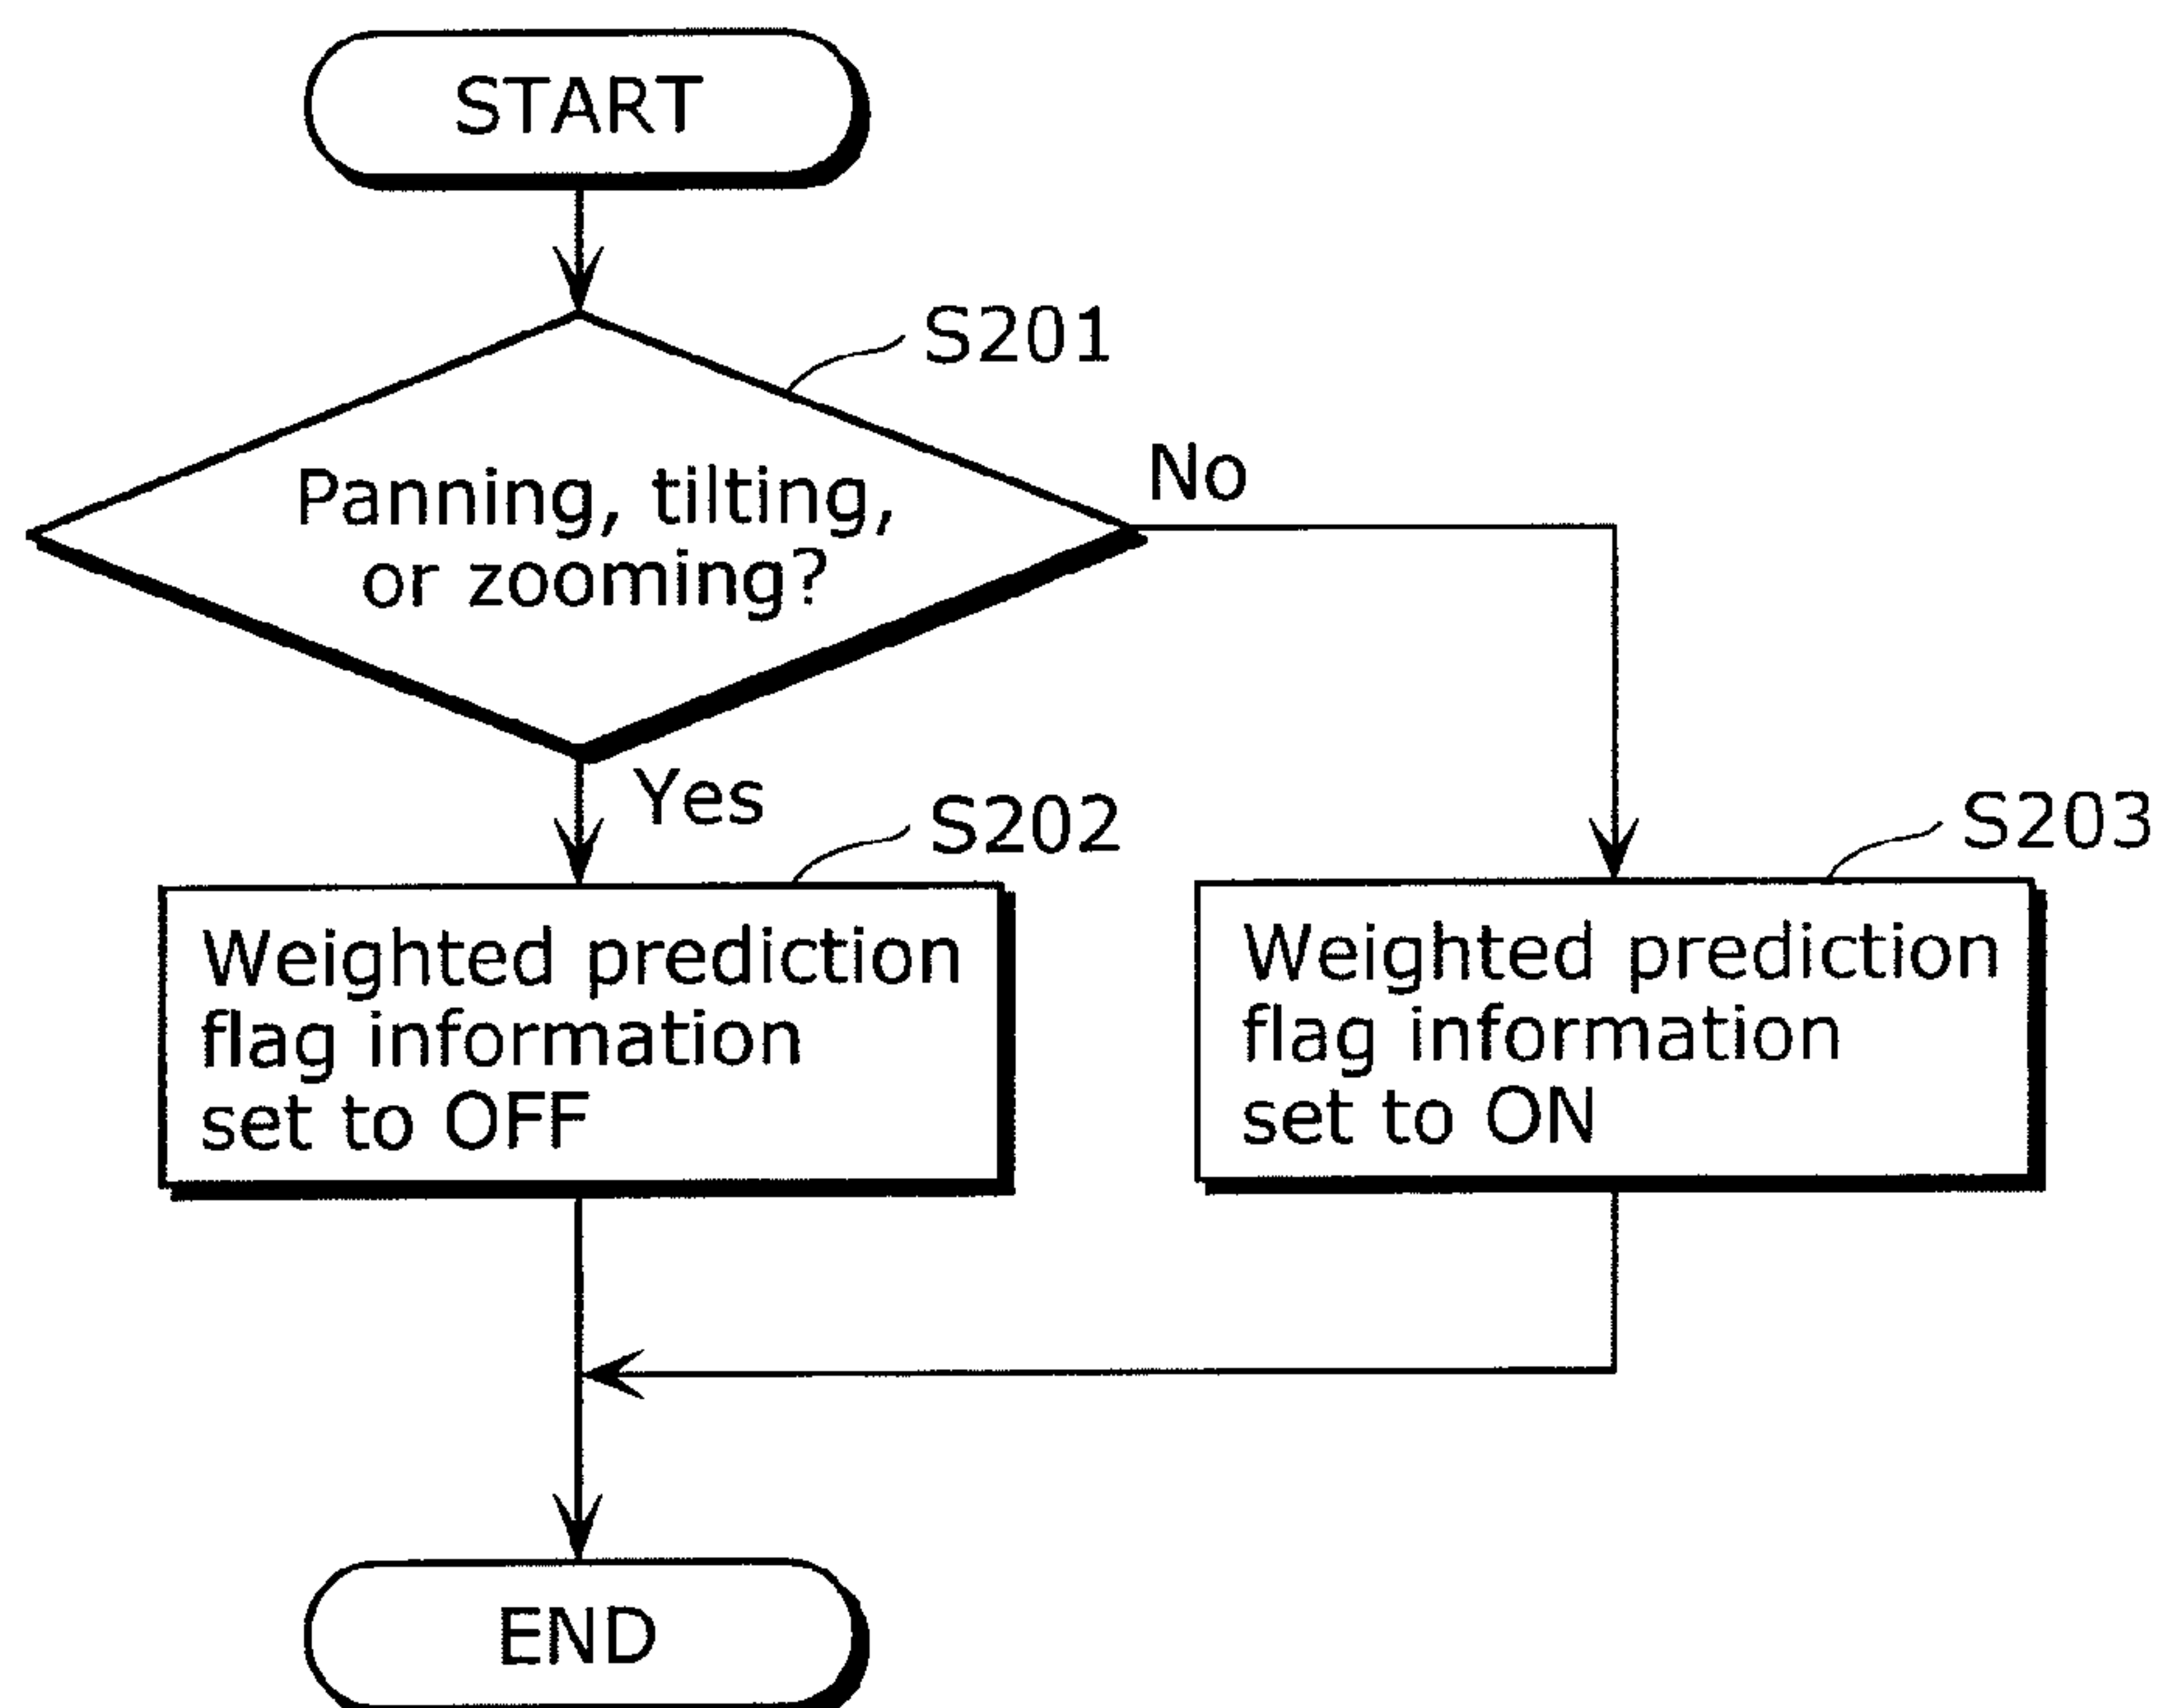 START
S201
Panning, tilting,
or zooming?
No
Yes
S202
Weighted prediction
flag information
set to OFF
S203
Weighted prediction
flag information
set to ON
END